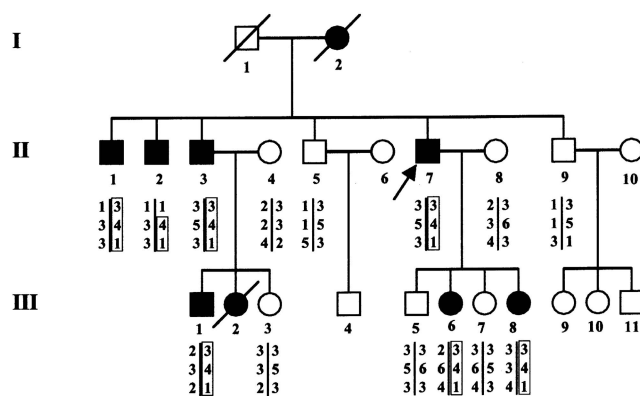 I
1 2
II
1 2 3 4 5 6 7 8 9 10
1 3 1 1 3 3 2 3 1 3 3 3 2 3 1 3
3 4 3 4 5 4 2 3 1 5 5 4 3 6 1 5
3 1 3 1 3 1 4 2 5 3 3 1 4 3 3 1
III
1 2 3 4 5 6 7 8 9 10 11
2 3 3 3 3 3 2 3 3 3 3 3
3 4 3 5 5 6 6 4 6 5 3 4
2 1 2 3 3 3 4 1 4 3 4 1